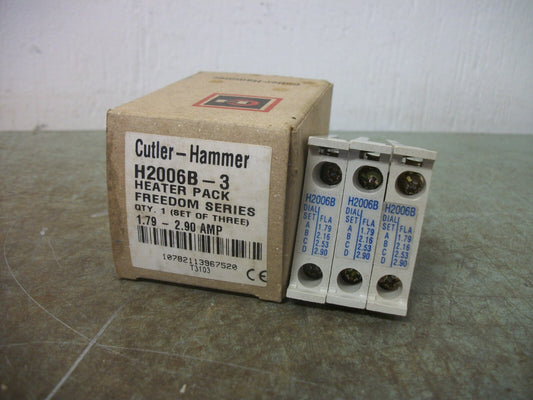 Cutler-Hammer
Cutler-Hammer
H2006B-3
HEATER PACK
FREEDOM SERIES
QTY. 1 (SET OF THREE)
1.79 - 2.90 AMP
10782113967520
T3103
CE
H2006B
DIAL FLA
SET 1.79
A 2.16
B 2.53
C 2.90
D
H2006B
DIAL FLA
SET 1.79
A 2.16
B 2.53
C 2.90
D
H2006B
DIAL FLA
SET 1.79
A 2.16
B 2.53
C 2.90
D